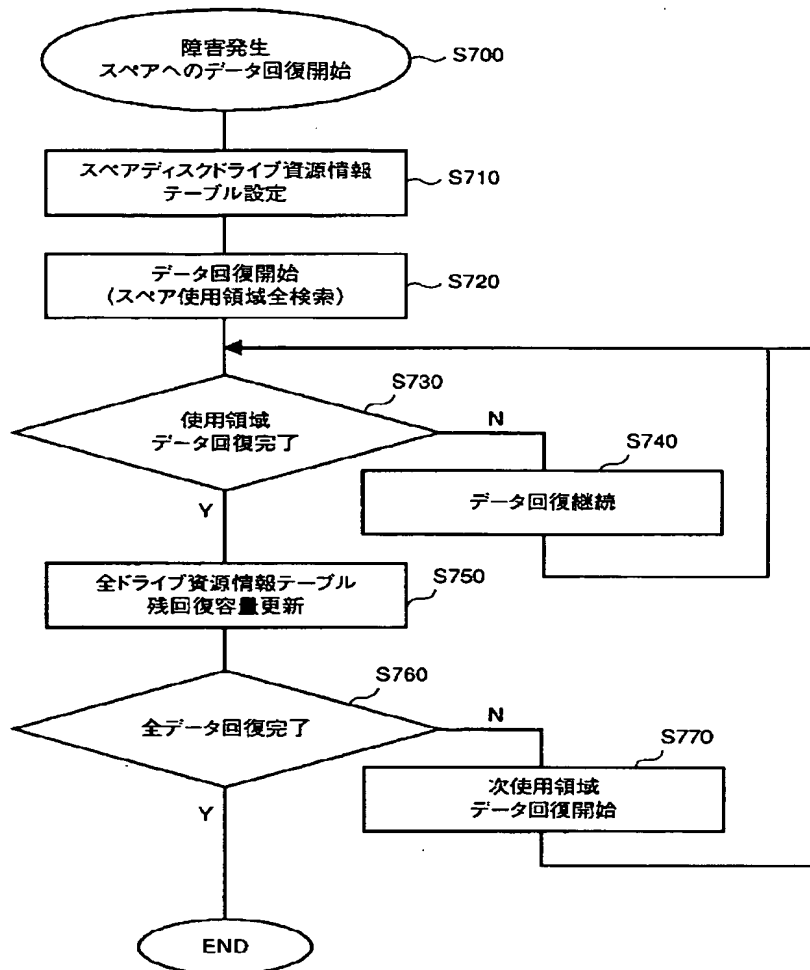 障害発生
スペアへのデータ回復開始
S700
スペアディスクドライブ資源情報
テーブル設定
S710
データ回復開始
(スペア使用領域全検索)
S720
S730
使用領域
データ回復完了
N
S740
データ回復継続
Y
S750
全ドライブ資源情報テーブル
残回復容量更新
S760
全データ回復完了
N
S770
次使用領域
データ回復開始
Y
END